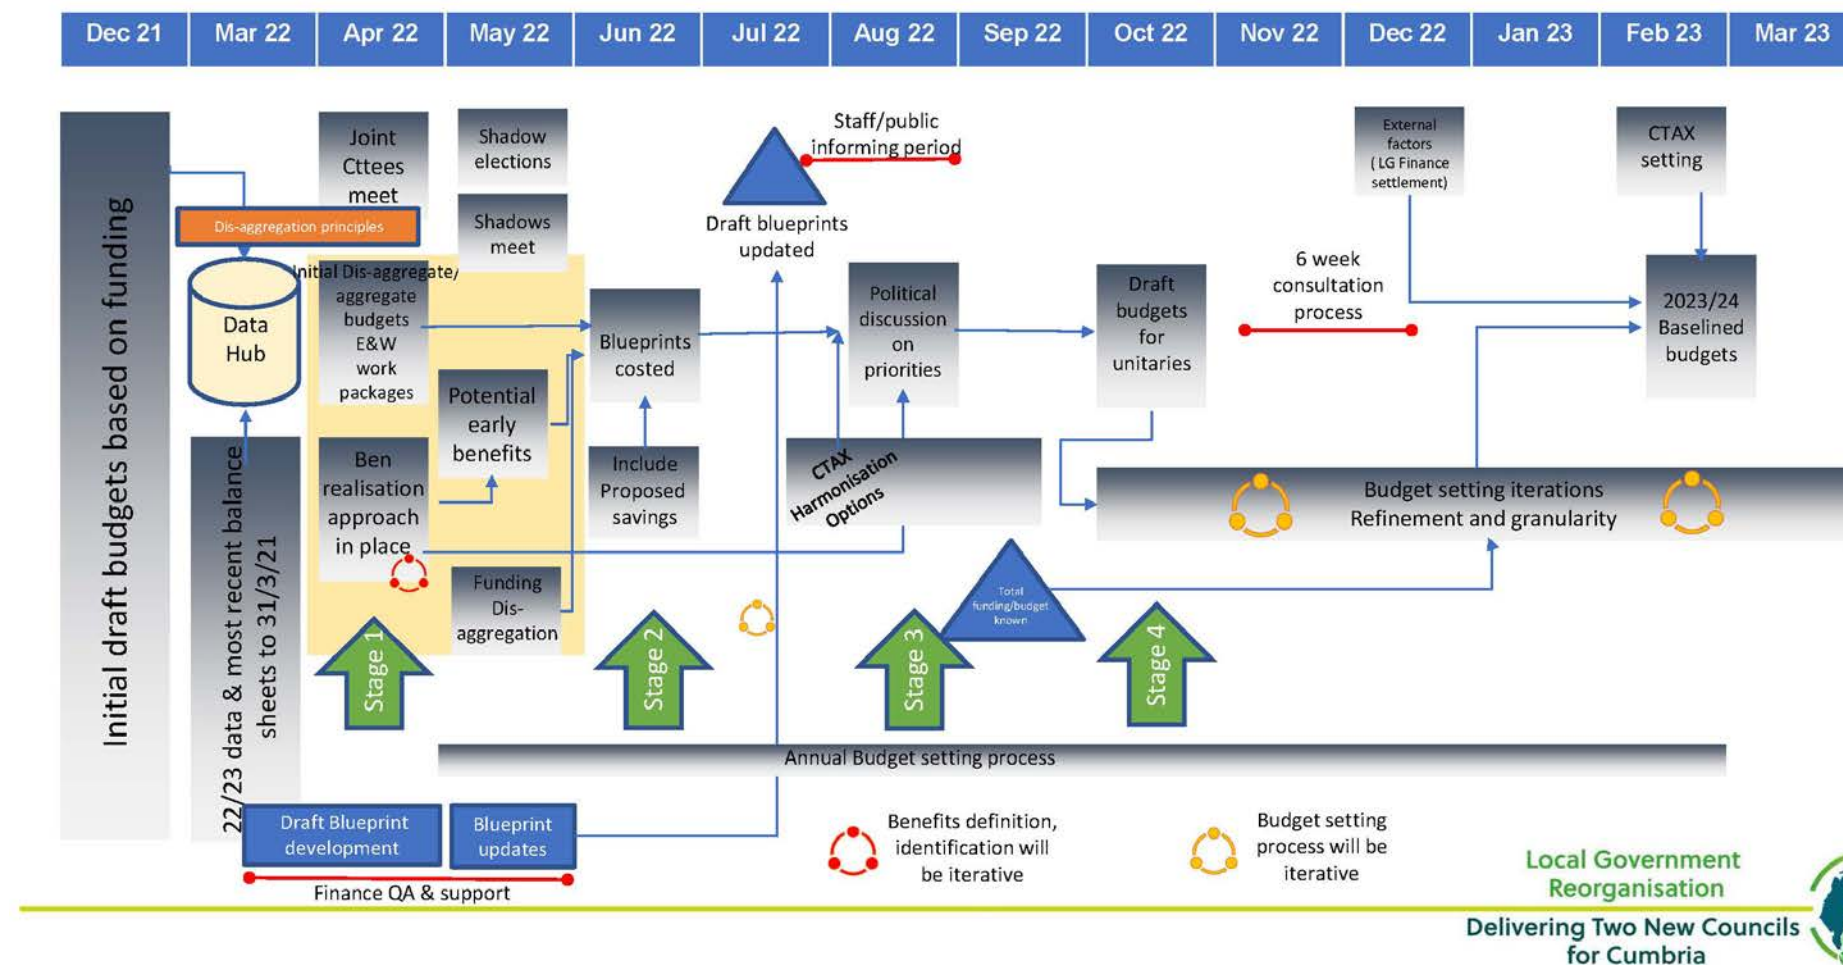 Dec 21
Mar 22
Apr 22
May 22
Jun 22
Jul 22
Aug 22
Sep 22
Oct 22
Nov 22
Dec 22
Jan 23
Feb 23
Mar 23
Initial draft budgets based on funding
Dis-aggregation principles
Data
Hub
22/23 data & most recent balance
sheets to 31/3/21
Joint
Cttees
meet
Initial Dis-aggregate/
aggregate
budgets
E&W
work
packages
Ben
realisation
approach
in place
Shadow
elections
Shadows
meet
Potential
early
benefits
Funding
Dis-
aggregation
Blueprints
costed
Include
Proposed
savings
Draft blueprints
updated
Staff/public
informing period
Political
discussion
on
priorities
CTAX
Harmonisation
Options
Total
funding/budget
known
Draft
budgets
for
unitaries
6 week
consultation
process
External
factors
( LG Finance
settlement)
CTAX
setting
2023/24
Baselined
budgets
Budget setting iterations
Refinement and granularity
Stage 1
Stage 2
Stage 3
Stage 4
Annual Budget setting process
Draft Blueprint
development
Blueprint
updates
Finance QA & support
Benefits definition,
identification will
be iterative
Budget setting
process will be
iterative
Local Government
Reorganisation
Delivering Two New Councils
for Cumbria